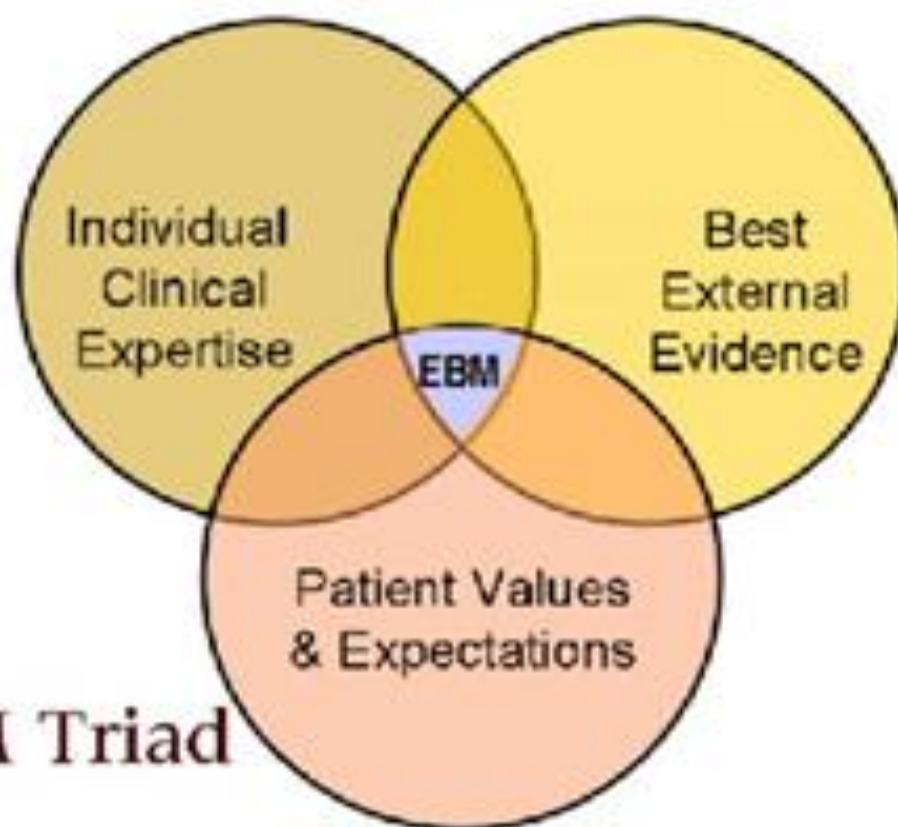 Individual
Clinical
Expertise
Best
External
Evidence
EBM
Patient Values
& Expectations
M Triad